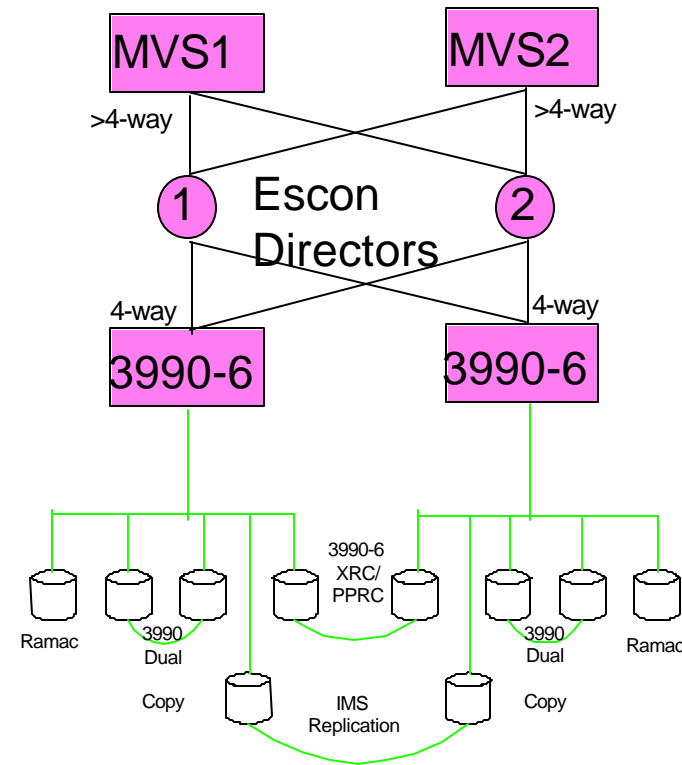 MVS1
MVS2
>4-way
>4-way
1
Escon
Directors
2
4-way
4-way
3990-6
3990-6
3990-6
XRC/
PPRC
Ramac
3990
Dual
3990
Dual
Ramac
Copy
IMS
Replication
Copy